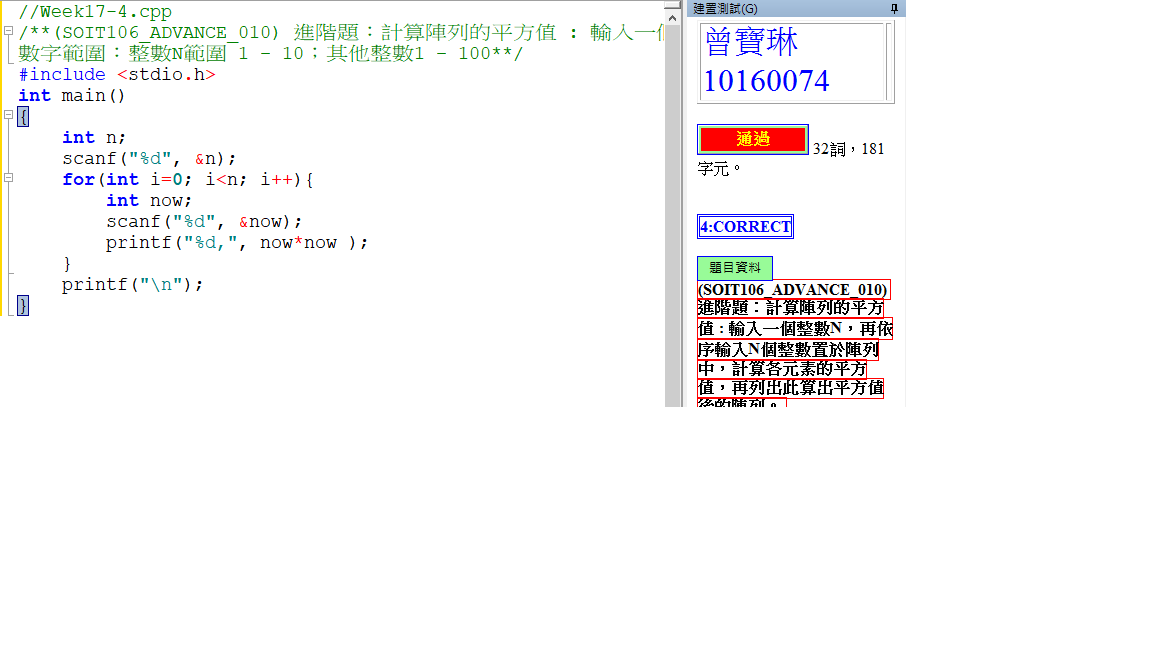 //Week17-4.cpp
/**(SOIT106_ADVANCE_010) 進階題：計算陣列的平方值 : 輸入一個
數字範圍：整數N範圍 1 - 10；其他整數1 - 100**/
#include <stdio.h>
int main()
{
int n;
scanf("%d", &n);
for(int i=0; i<n; i++){
int now;
scanf("%d", &now);
printf("%d,", now*now );
}
printf("\n");
}
建置測試(G)
曾寶琳
10160074
通過 32詞，181
字元。
4:CORRECT
題目資料
(SOIT106_ADVANCE_010)
進階題：計算陣列的平方
值 : 輸入一個整數N，再依
序輸入N個整數置於陣列
中，計算各元素的平方
值，再列出此算出平方值
後的陣列。